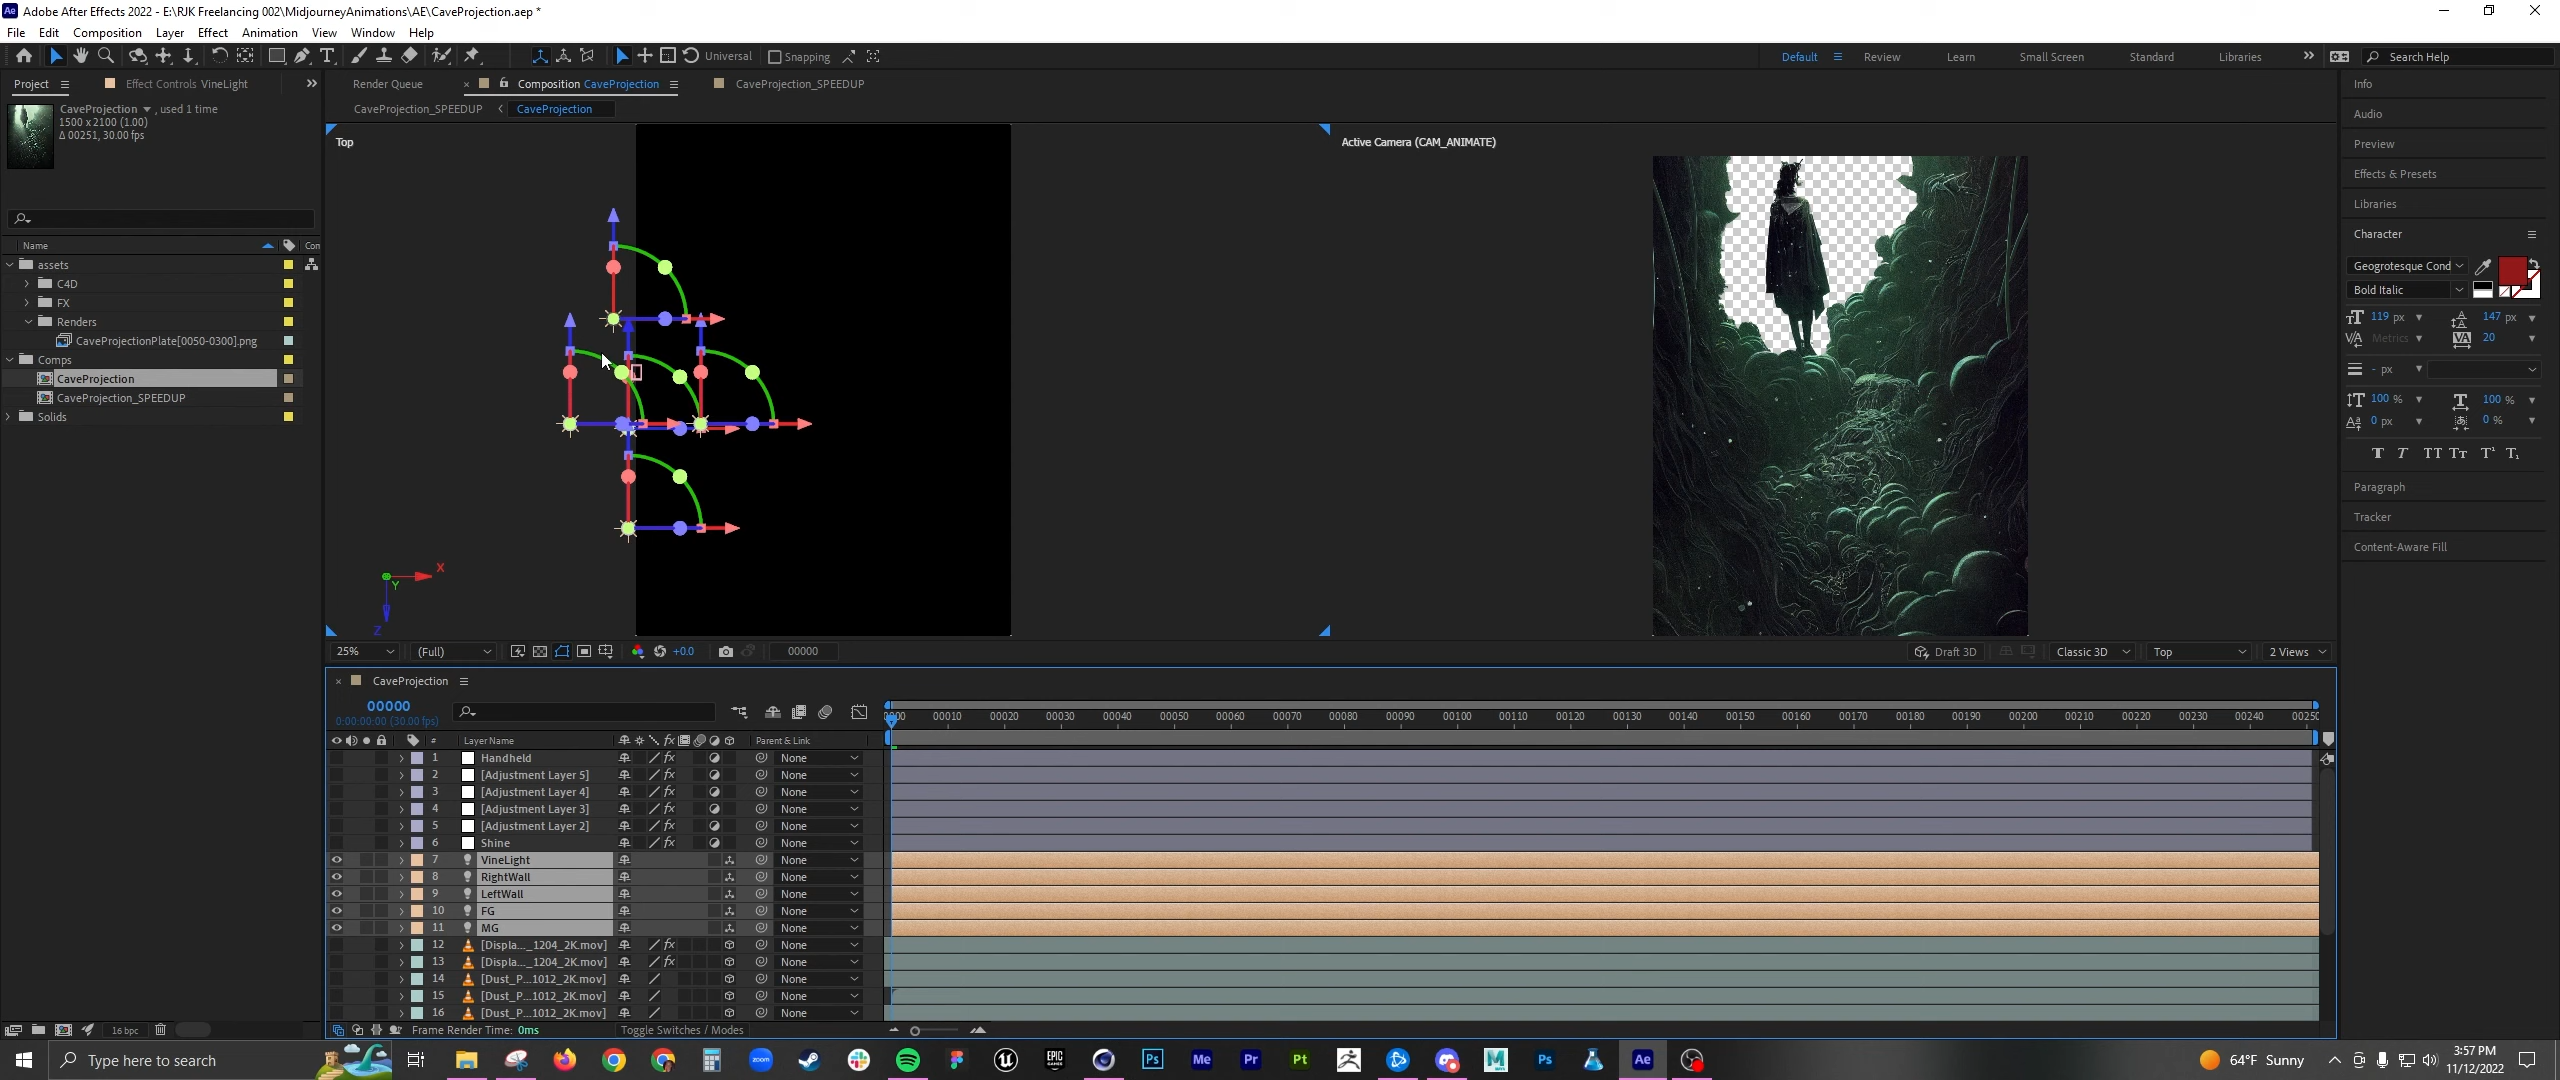 Adobe After Effects 2022 - E:\RJK Freelancing 002\MidjourneyAnimations\AE\CaveProjection.aep *
File Edit Composition Layer Effect Animation View Window Help
Universal Snapping Default Review Learn Small Screen Standard Libraries Search Help
Project Effect Controls VineLight Render Queue Composition CaveProjection CaveProjection_SPEEDUP
CaveProjection , used 1 time
1500 x 2100 (1.00)
Δ 00251, 30.00 fps
CaveProjection_SPEEDUP CaveProjection
Top
Active Camera (CAM_ANIMATE)
Name Con
assets
C4D
FX
Renders
CaveProjectionPlate[0050-0300].png
Comps
CaveProjection
CaveProjection_SPEEDUP
Solids
X
Y
Z
Info
Audio
Preview
Effects & Presets
Libraries
Character
Geogrotesque Cond
Bold Italic
119 px 147 px
Metrics 20
- px
100 % 100 %
0 px 0 %
Paragraph
Tracker
Content-Aware Fill
25% (Full) +0.0 00000 Draft 3D Classic 3D Top 2 Views
CaveProjection
00000
0:00:00:00 (30.00 fps)
00010 00020 00030 00040 00050 00060 00070 00080 00090 00100 00110 00120 00130 00140 00150 00160 00170 00180 00190 00200 00210 00220 00230 00240
# Layer Name Parent & Link
1 Handheld None
2 [Adjustment Layer 5] None
3 [Adjustment Layer 4] None
4 [Adjustment Layer 3] None
5 [Adjustment Layer 2] None
6 Shine None
7 VineLight None
8 RightWall None
9 LeftWall None
10 FG None
11 MG None
12 [Displa..._1204_2K.mov] None
13 [Displa..._1204_2K.mov] None
14 [Dust_P...1012_2K.mov] None
15 [Dust_P...1012_2K.mov] None
16 [Dust_P...1012_2K.mov] None
16 bpc
Frame Render Time: 0ms Toggle Switches / Modes
Type here to search
64°F Sunny
3:57 PM
11/12/2022